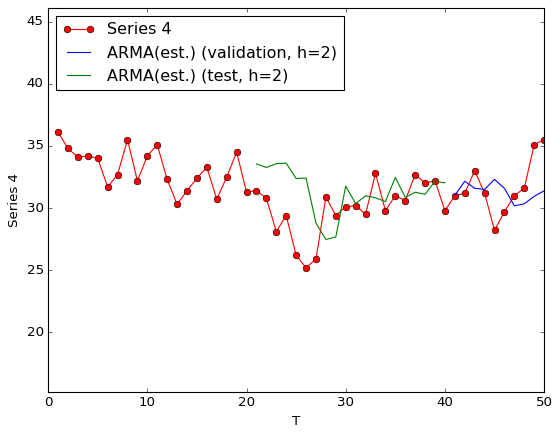 Series 4
ARMA(est.) (validation, h=2)
ARMA(est.) (test, h=2)
45
40
35
30
25
20
Series 4
0 10 20 30 40 50
T